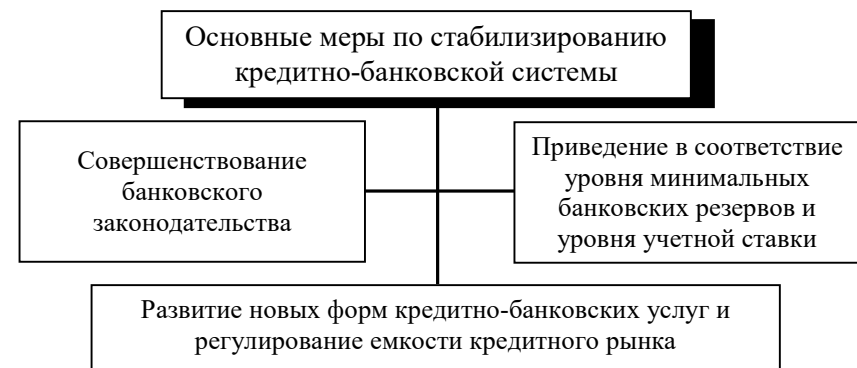 Основные меры по стабилизированию
кредитно-банковской системы
Совершенствование
банковского
законодательства
Приведение в соответствие
уровня минимальных
банковских резервов и
уровня учетной ставки
Развитие новых форм кредитно-банковских услуг и
регулирование емкости кредитного рынка